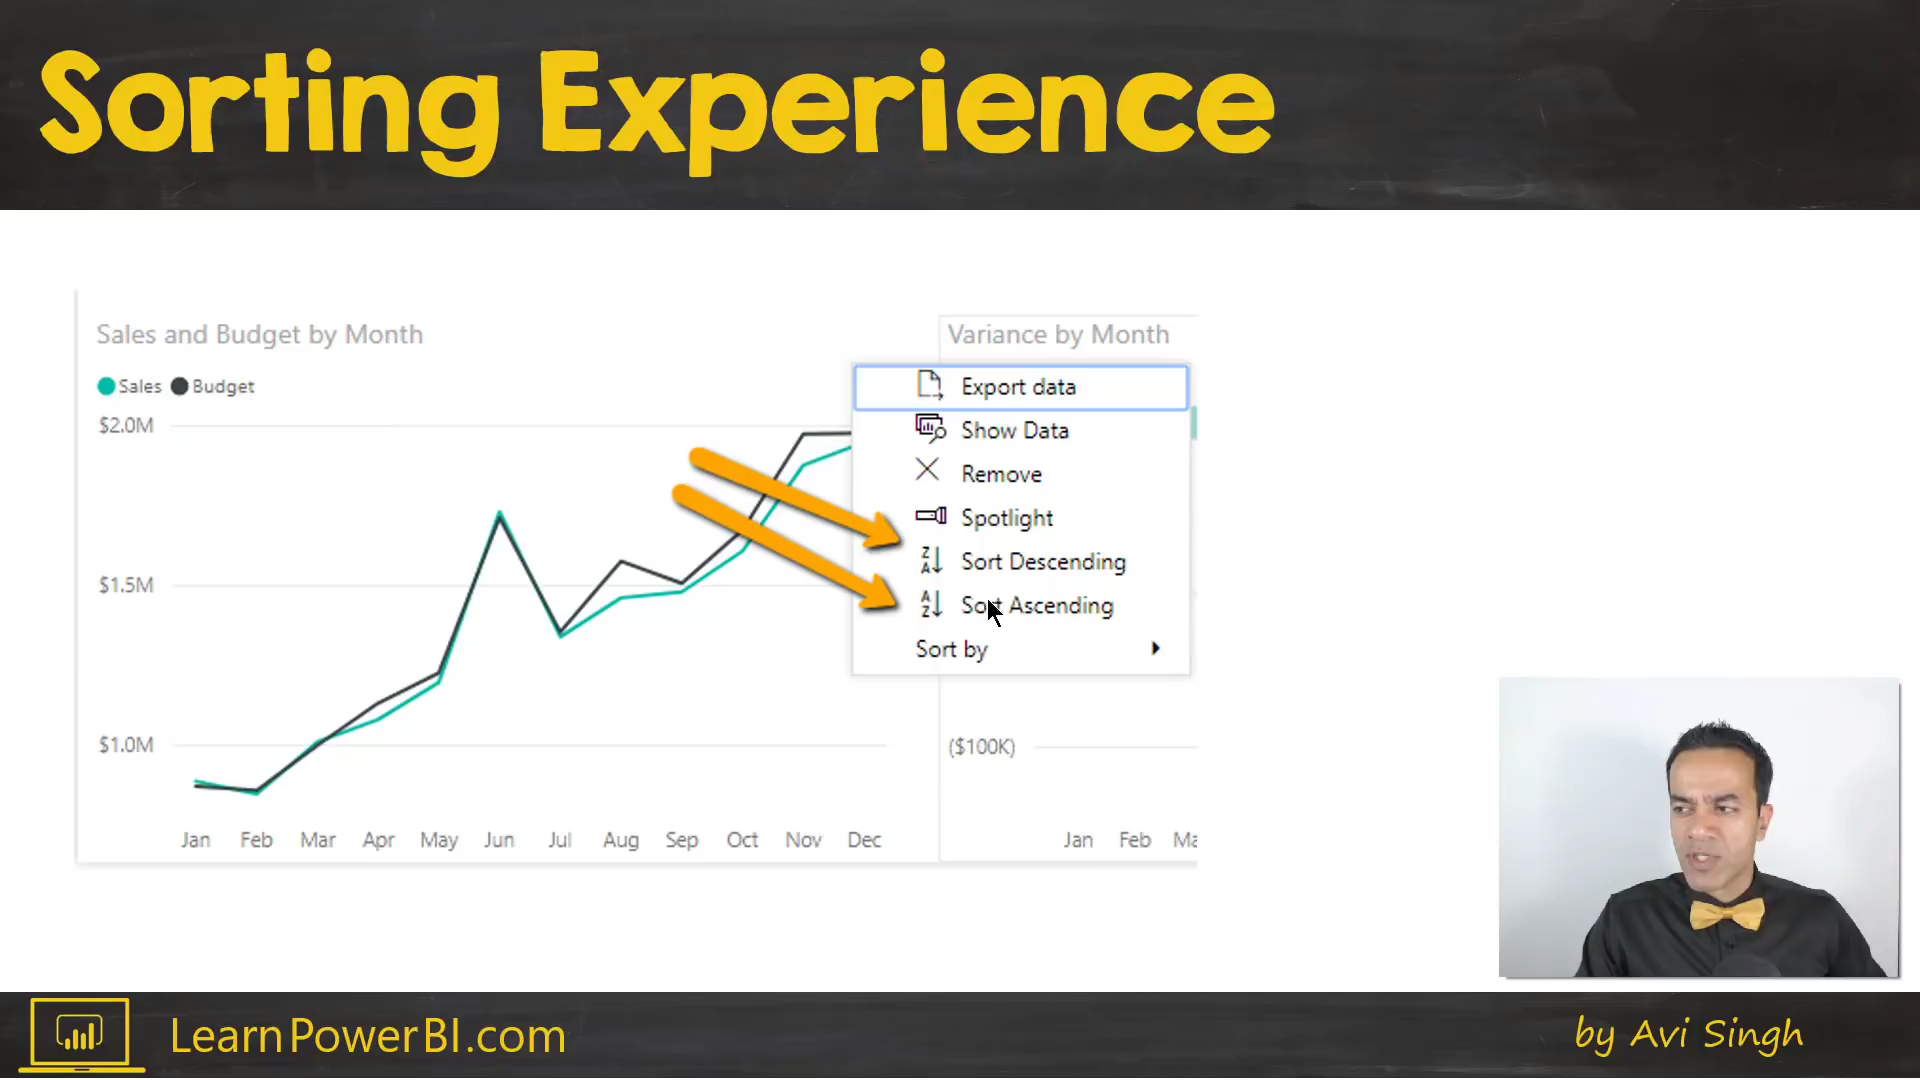 Sorting Experience
Sales and Budget by Month
Sales Budget
$2.0M
$1.5M
$1.0M
Jan Feb Mar Apr May Jun Jul Aug Sep Oct Nov Dec
Variance by Month
Export data
Show Data
Remove
Spotlight
Sort Descending
Sort Ascending
Sort by
($100K)
Jan Feb
LearnPowerBI.com
by Avi Singh